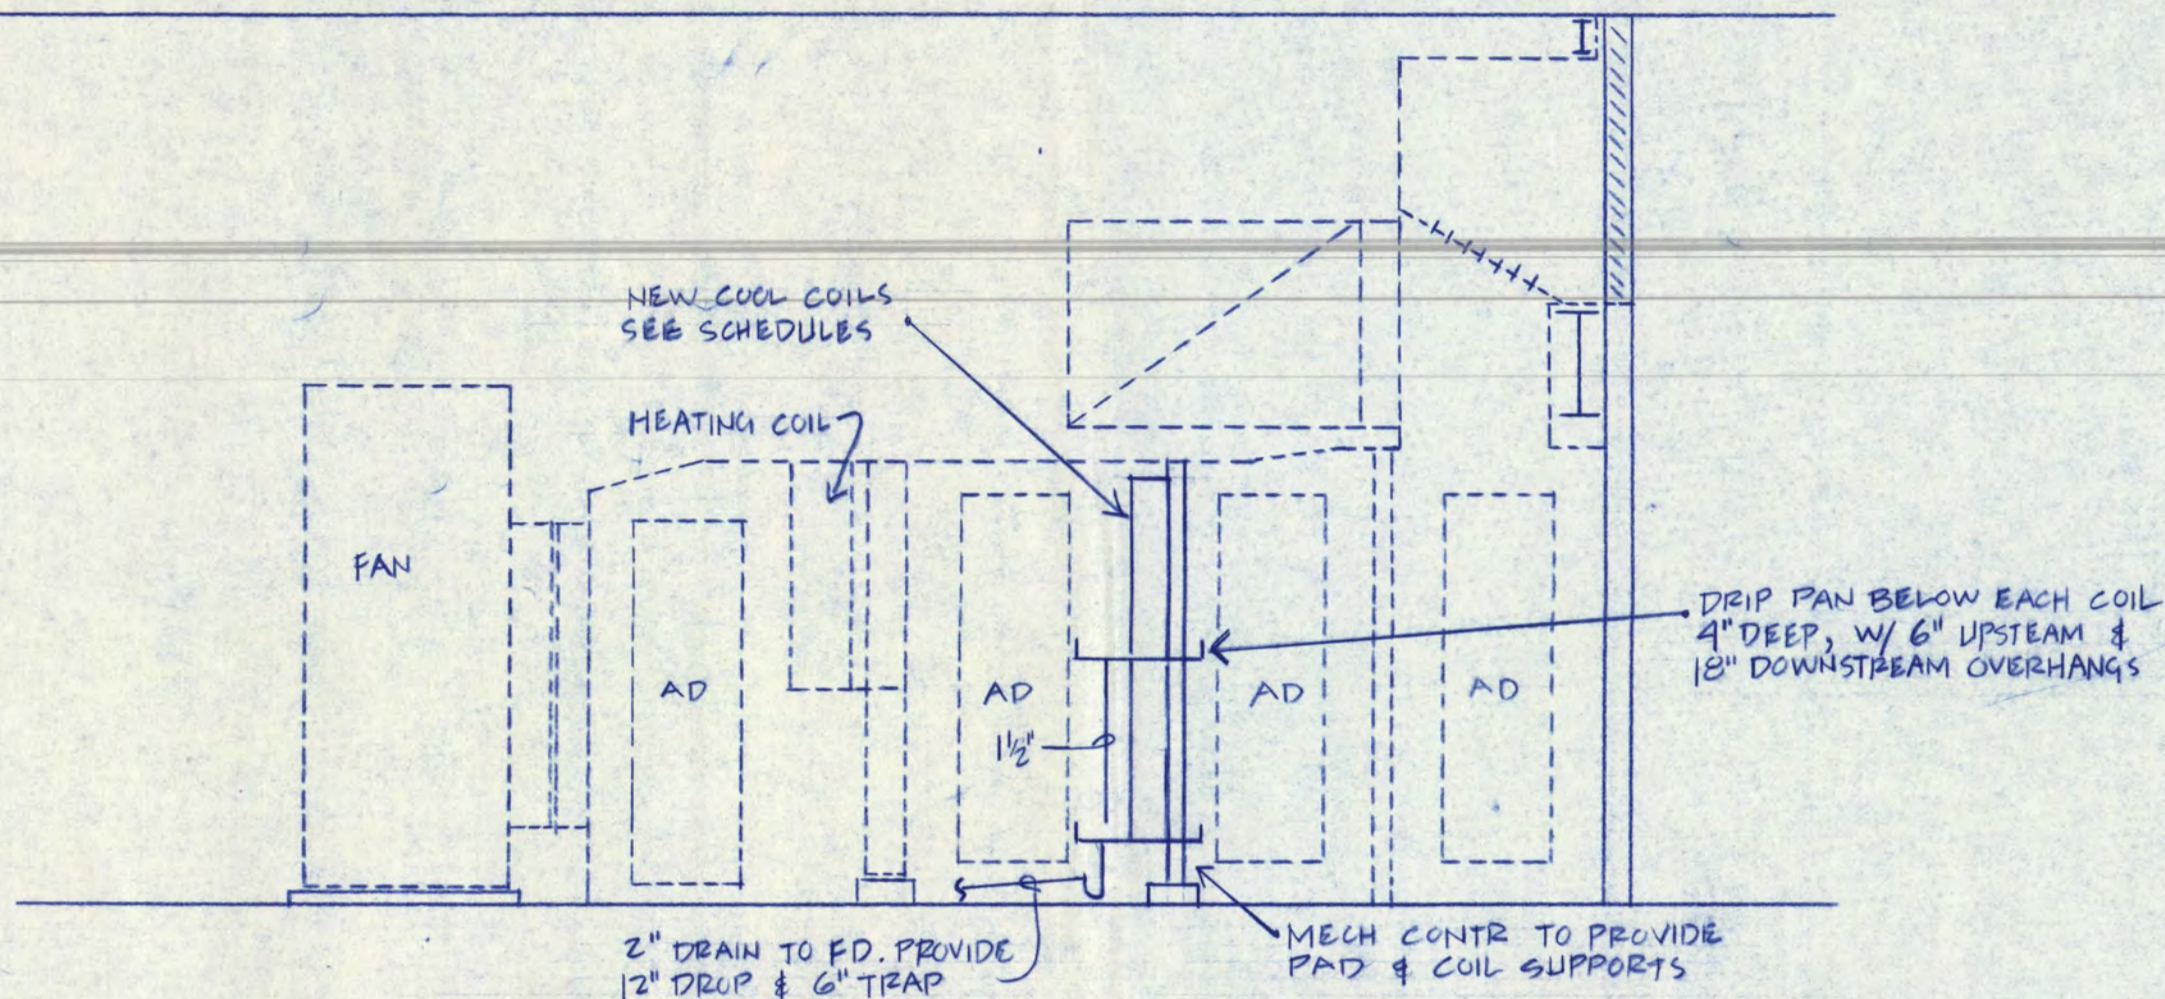 NEW COOL COILS
SEE SCHEDULES
HEATING COIL
FAN
AD
AD
AD
AD
1½"
DRIP PAN BELOW EACH COIL
4" DEEP, W/ 6" UPSTEAM &
18" DOWNSTREAM OVERHANGS
2" DRAIN TO FD. PROVIDE
12" DROP & 6" TRAP
MECH CONTR TO PROVIDE
PAD & COIL SUPPORTS